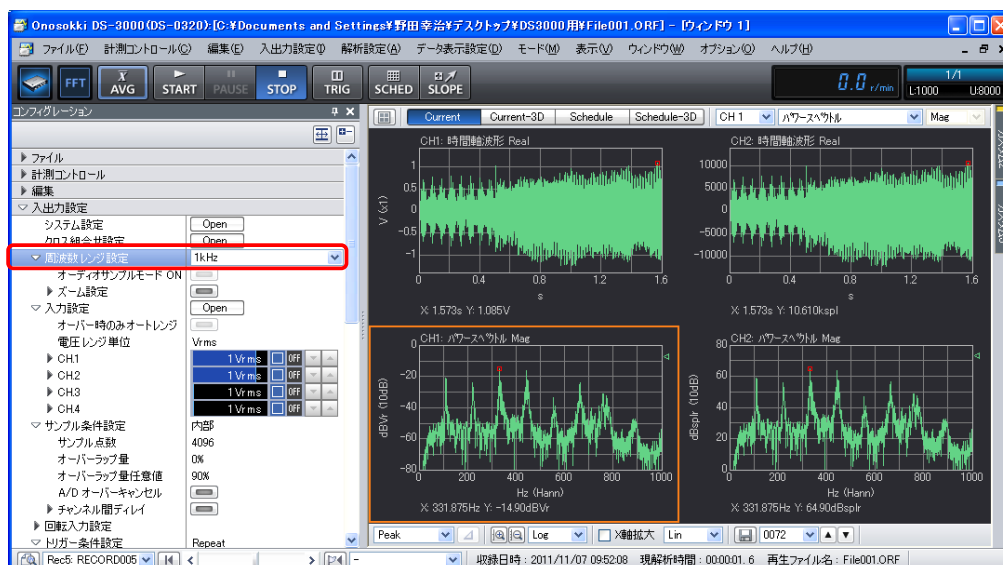 Onosokki DS-3000(DS-0320):[C:¥Documents and Settings¥野田幸治¥デスクトップ¥DS3000用¥File001.ORF] - [ウィンドウ 1]
ファイル(F) 計測コントロール(C) 編集(E) 入出力設定(I) 解析設定(A) データ表示設定(D) モード(M) 表示(V) ウィンドウ(W) オプション(O) ヘルプ(H)
FFT X AVG START PAUSE STOP TRIG SCHED SLOPE 0.0 r/min 1/1 L:1000 U:8000
コンフィグレーション
Current Current-3D Schedule Schedule-3D CH 1 パワースペクトル Mag
ファイル
計測コントロール
編集
入出力設定
システム設定 Open
クロス組合せ設定 Open
周波数レンジ設定 1kHz
オーディオサンプルモード ON
ズーム設定
入力設定 Open
オーバー時のみオートレンジ
電圧レンジ単位 Vrms
CH.1 1Vrms OFF
CH.2 1Vrms OFF
CH.3 1Vrms OFF
CH.4 1Vrms OFF
サンプル条件設定 内部
サンプル点数 4096
オーバーラップ量 0%
オーバーラップ量任意値 90%
A/D オーバーキャンセル
チャンネル間ディレイ
回転入力設定
トリガー条件設定 Repeat
CH1: 時間軸波形 Real
1
0.5
0
-0.5
-1
V (x1)
0 0.4 0.8 1.2 1.6
s
X: 1.573s Y: 1.085V
CH2: 時間軸波形 Real
10000
5000
0
-5000
-10000
0 0.4 0.8 1.2 1.6
s
X: 1.573s Y: 10.610kspl
CH1: パワースペクトル Mag
0
-20
-40
-60
-80
dBVr (10dB)
0 200 400 600 800 1000
Hz (Hann)
X: 331.875Hz Y: -14.90dBVr
CH2: パワースペクトル Mag
80
60
40
20
0
dBsplr (10dB)
0 200 400 600 800 1000
Hz (Hann)
X: 331.875Hz Y: 64.90dBsplr
Peak Log X軸拡大 Lin 0072
Rec5: RECORD005 - 収録日時 : 2011/11/07 09:52:08 現解析時間 : 00:00:01. 6 再生ファイル名 : File001.ORF